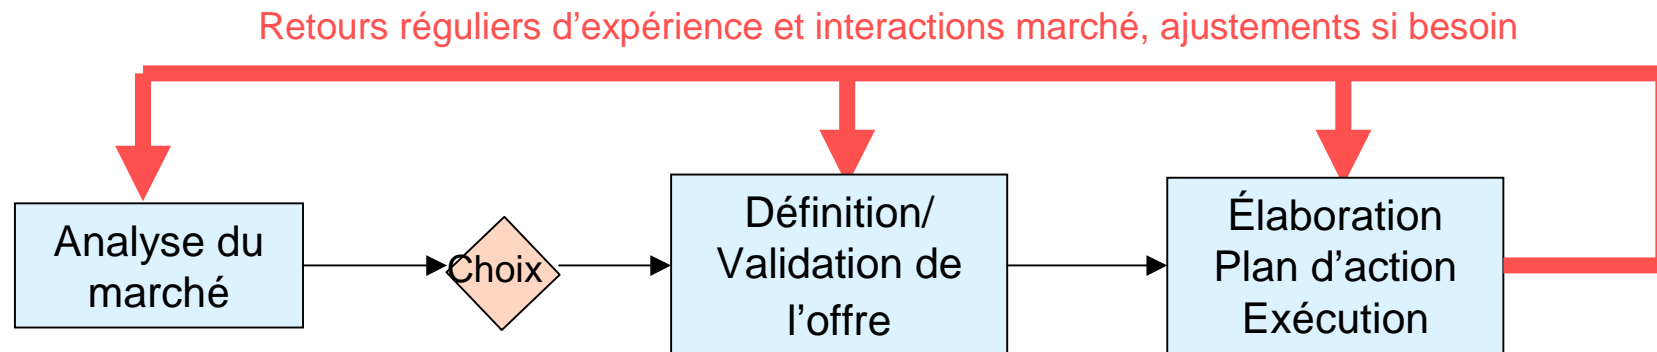 Retours réguliers d’expérience et interactions marché, ajustements si besoin
Analyse du
marché
Choix
Définition/
Validation de
l’offre
Élaboration
Plan d’action
Exécution